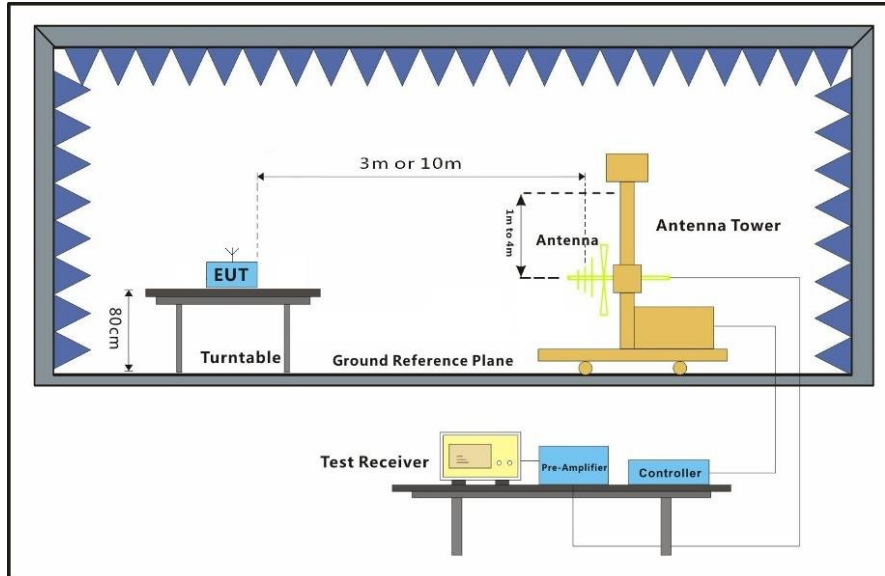 3m or 10m
1m to 4m
Antenna
Antenna Tower
EUT
80cm
Turntable
Ground Reference Plane
Test Receiver
Pre-Amplifier
Controller